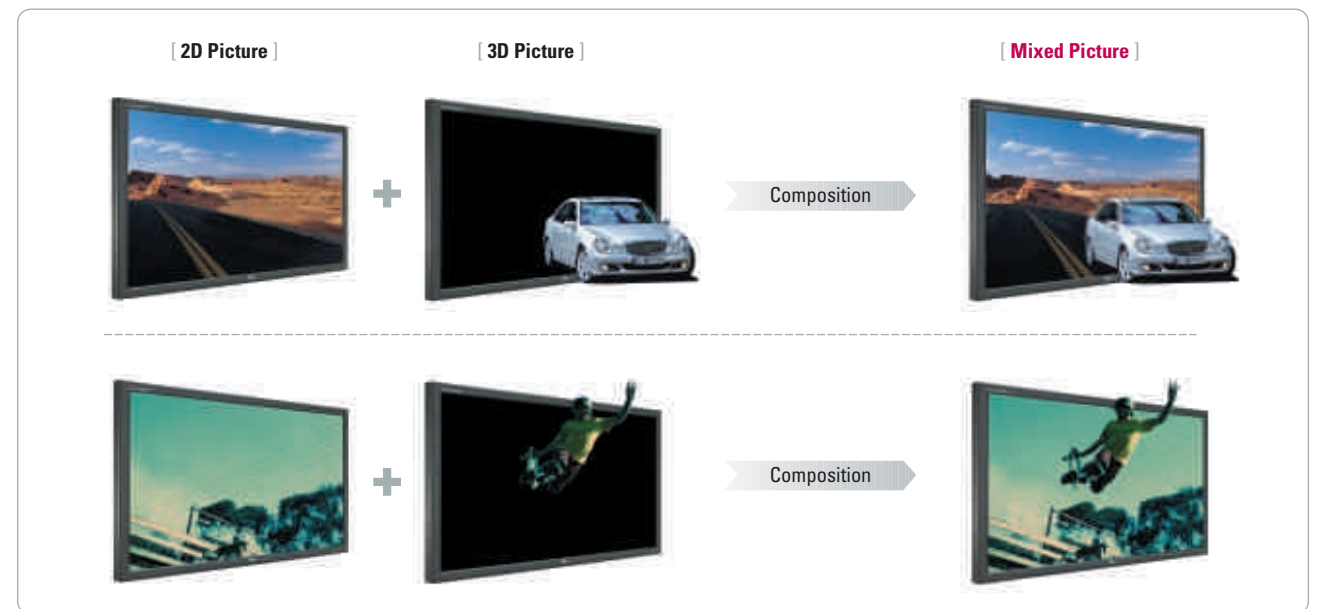 [ 2D Picture ] [ 3D Picture ] [ Mixed Picture ]
Composition
Composition